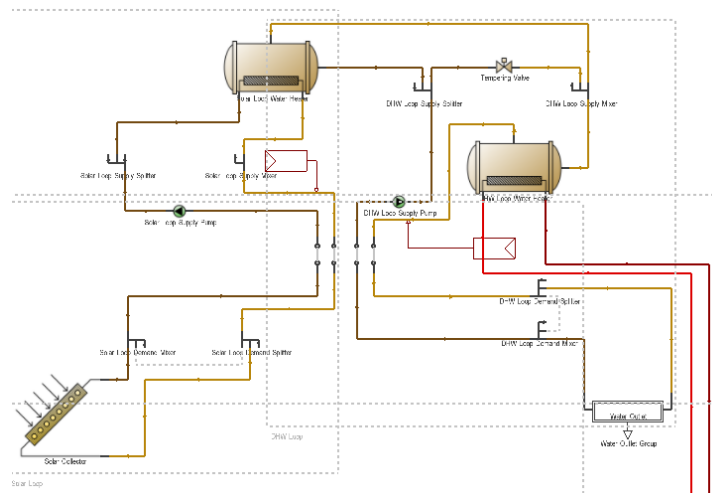 Tempering Valve
Solar Loop Water Heater
DHW Loop Supply Splitter
DHW Loop Supply Mixer
Solar Loop Supply Splitter
Solar Loop Supply Mixer
DHW Loop Water Heater
DHW Loop Supply Pump
Solar Loop Supply Pump
DHW Loop Demand Splitter
DHW Loop Demand Mixer
Solar Loop Demand Mixer
Solar Loop Demand Splitter
Water Outlet
DHW Loop
Water Outlet Group
Solar Collector
Solar Loop